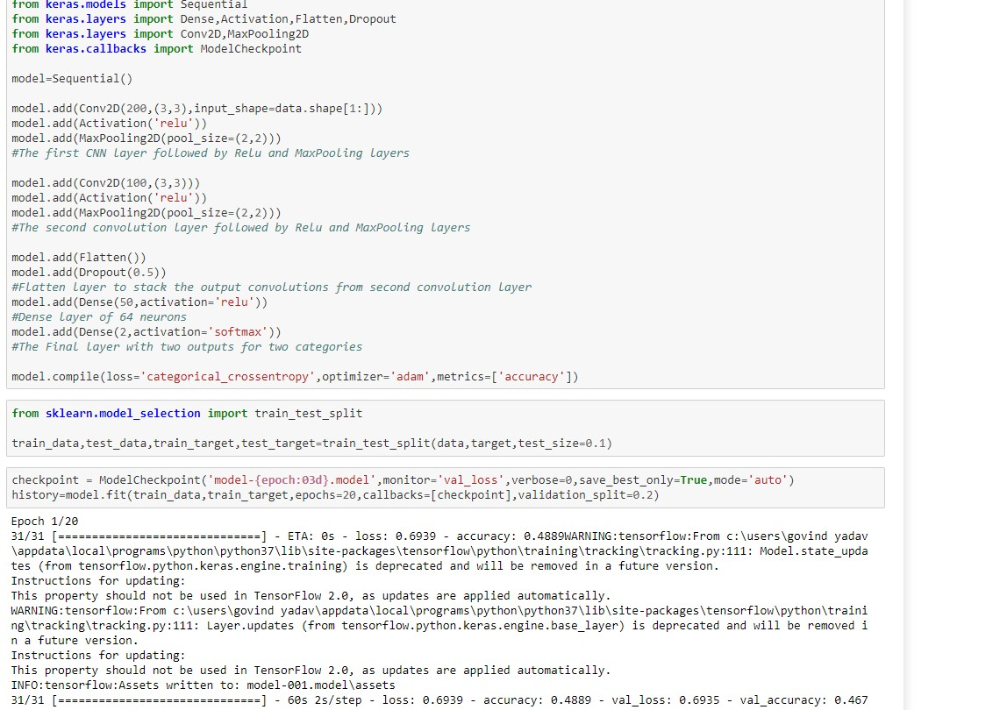 from keras.models import Sequential
from keras.layers import Dense,Activation,Flatten,Dropout
from keras.layers import Conv2D,MaxPooling2D
from keras.callbacks import ModelCheckpoint
model=Sequential()
model.add(Conv2D(200,(3,3),input_shape=data.shape[1:]))
model.add(Activation('relu'))
model.add(MaxPooling2D(pool_size=(2,2)))
#The first CNN layer followed by Relu and MaxPooling layers
model.add(Conv2D(100,(3,3)))
model.add(Activation('relu'))
model.add(MaxPooling2D(pool_size=(2,2)))
#The second convolution layer followed by Relu and MaxPooling layers
model.add(Flatten())
model.add(Dropout(0.5))
#Flatten layer to stack the output convolutions from second convolution layer
model.add(Dense(50,activation='relu'))
#Dense layer of 64 neurons
model.add(Dense(2,activation='softmax'))
#The Final layer with two outputs for two categories
model.compile(loss='categorical_crossentropy',optimizer='adam',metrics=['accuracy'])
from sklearn.model_selection import train_test_split
train_data,test_data,train_target,test_target=train_test_split(data,target,test_size=0.1)
checkpoint = ModelCheckpoint('model-{epoch:03d}.model',monitor='val_loss',verbose=0,save_best_only=True,mode='auto')
history=model.fit(train_data,train_target,epochs=20,callbacks=[checkpoint],validation_split=0.2)
Epoch 1/20
31/31 [==============================] - ETA: 0s - loss: 0.6939 - accuracy: 0.4889WARNING:tensorflow:From c:\users\govind yadav
\appdata\local\programs\python\python37\lib\site-packages\tensorflow\python\training\tracking\tracking.py:111: Model.state_upda
tes (from tensorflow.python.keras.engine.training) is deprecated and will be removed in a future version.
Instructions for updating:
This property should not be used in TensorFlow 2.0, as updates are applied automatically.
WARNING:tensorflow:From c:\users\govind yadav\appdata\local\programs\python\python37\lib\site-packages\tensorflow\python\traini
ng\tracking\tracking.py:111: Layer.updates (from tensorflow.python.keras.engine.base_layer) is deprecated and will be removed i
n a future version.
Instructions for updating:
This property should not be used in TensorFlow 2.0, as updates are applied automatically.
INFO:tensorflow:Assets written to: model-001.model\assets
31/31 [==============================] - 60s 2s/step - loss: 0.6939 - accuracy: 0.4889 - val_loss: 0.6935 - val_accuracy: 0.467